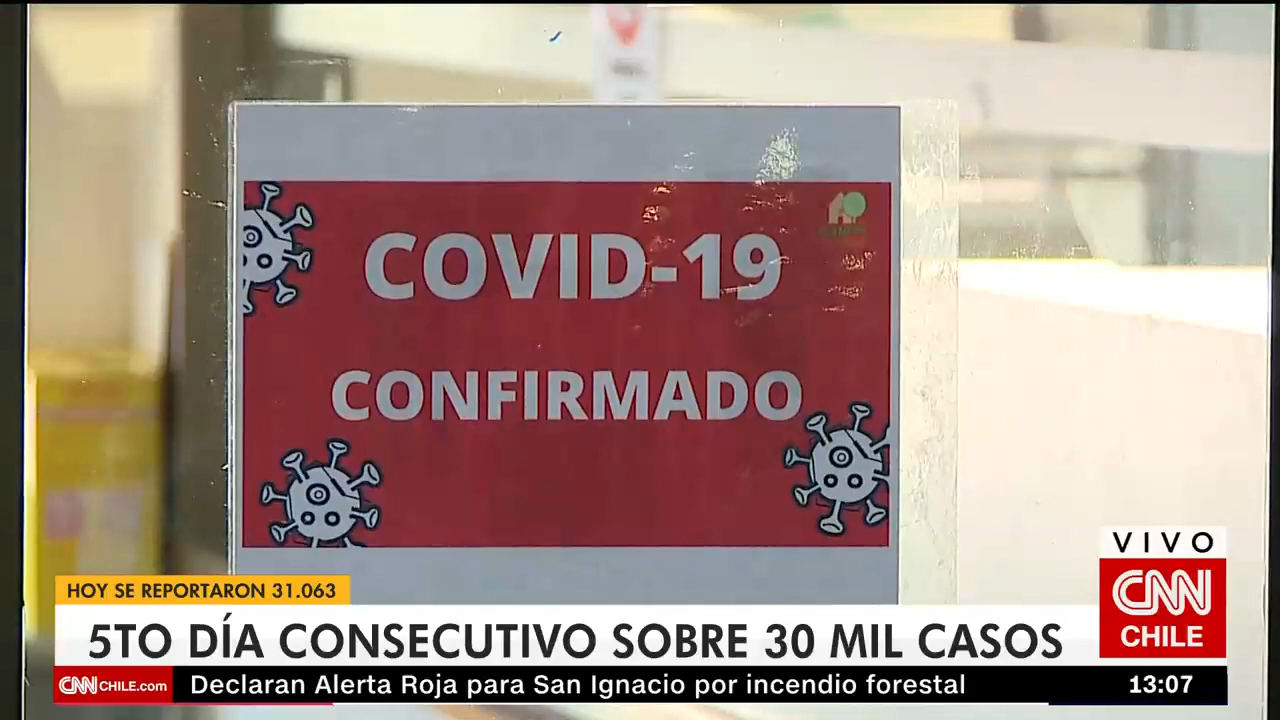 COVID-19
CONFIRMADO
VIVO
CNN
CHILE
HOY SE REPORTARON 31.063
5TO DÍA CONSECUTIVO SOBRE 30 MIL CASOS
CNNCHILE.com Declaran Alerta Roja para San Ignacio por incendio forestal 13:07